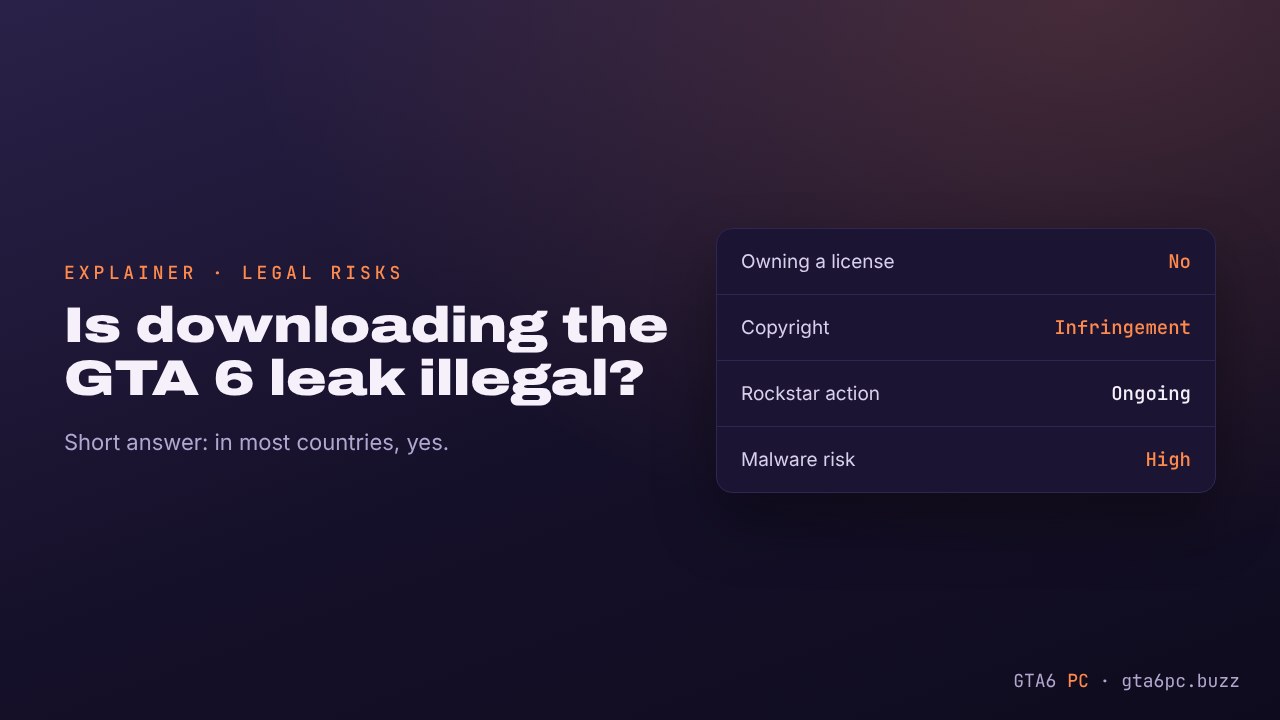 EXPLAINER · LEGAL RISKS
Is downloading the
GTA 6 leak illegal?
Short answer: in most countries, yes.
Owning a license No
Copyright Infringement
Rockstar action Ongoing
Malware risk High
GTA6 PC · gta6pc.buzz